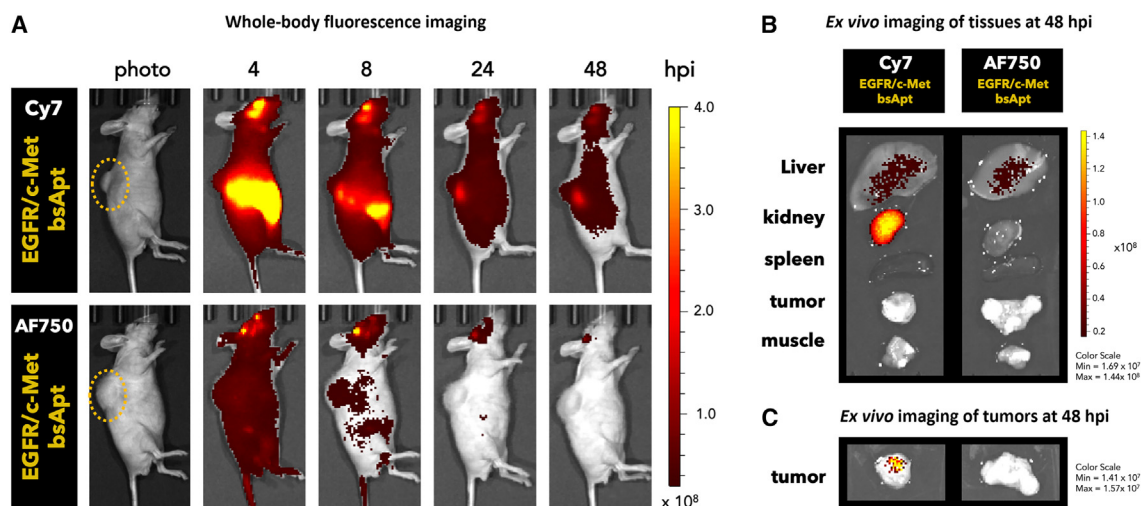 A
Whole-body fluorescence imaging
photo 4 8 24 48 hpi
Cy7
EGFR/c-Met
bsApt
AF750
EGFR/c-Met
bsApt
4.0
3.0
2.0
1.0
x 10⁸
B
Ex vivo imaging of tissues at 48 hpi
Cy7
EGFR/c-Met
bsApt
AF750
EGFR/c-Met
bsApt
Liver
kidney
spleen
tumor
muscle
1.4
1.2
1.0
0.8
0.6
0.4
0.2
x10⁸
Color Scale
Min = 1.69 x 10⁷
Max = 1.44x 10⁸
C
Ex vivo imaging of tumors at 48 hpi
tumor
Color Scale
Min = 1.41 x 10⁷
Max = 1.57x 10⁷